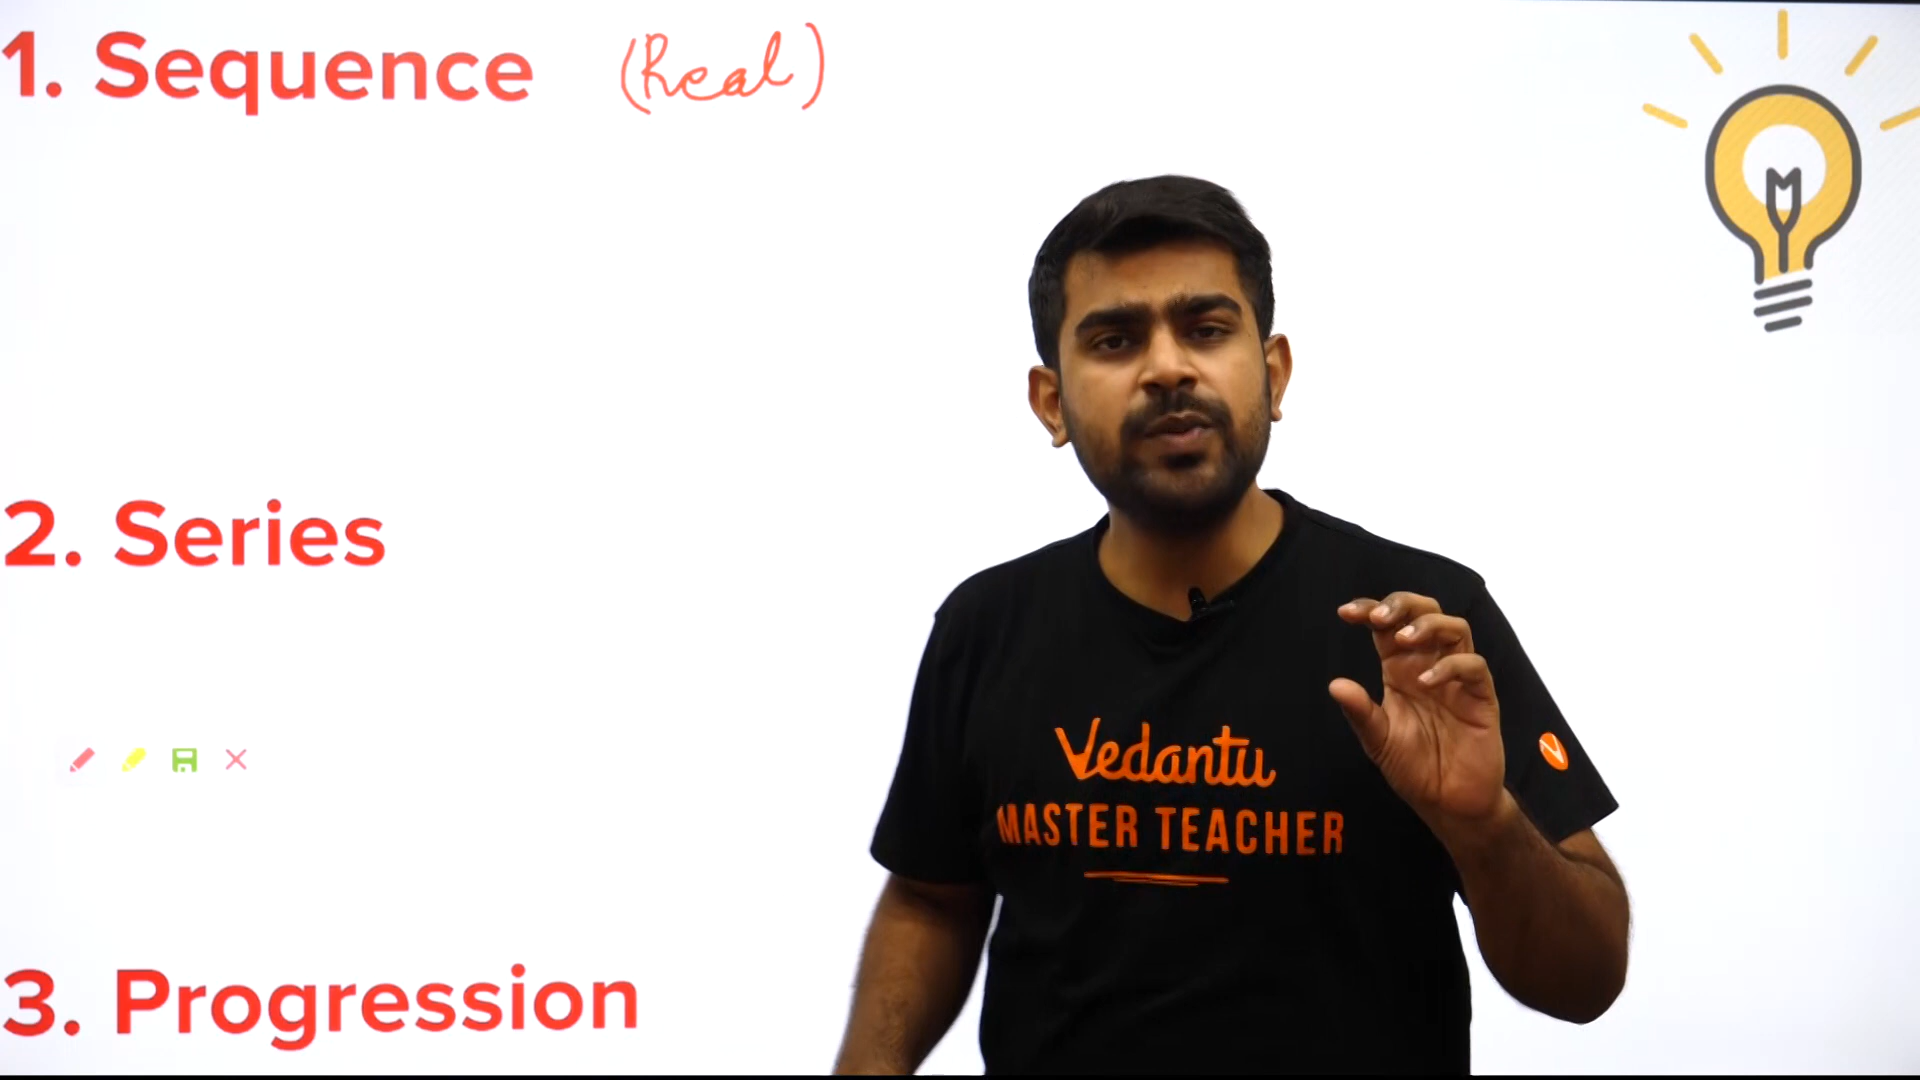 1. Sequence (Real)
2. Series
Vedantu
MASTER TEACHER
3. Progression